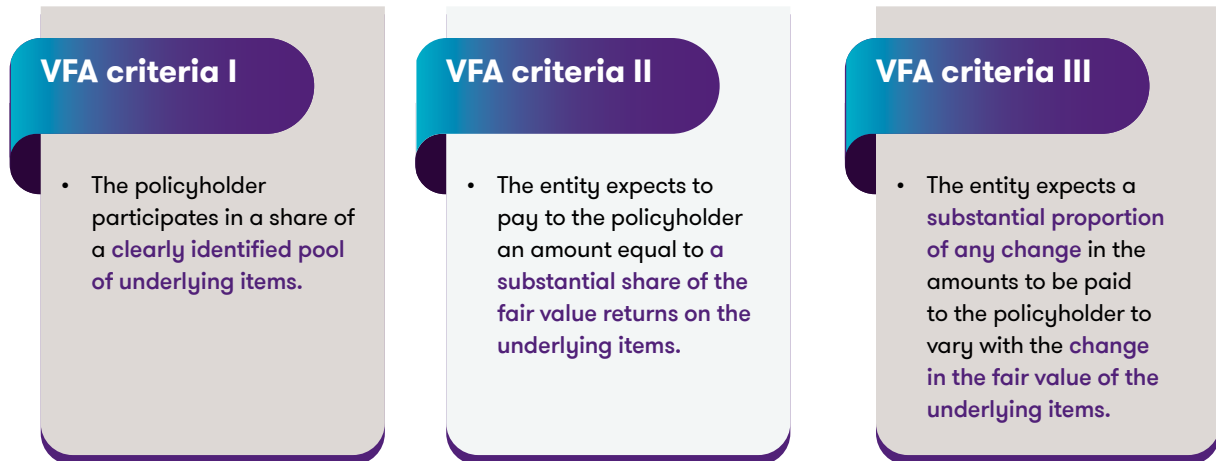 VFA criteria I
• The policyholder
participates in a share of
a clearly identified pool
of underlying items.
VFA criteria II
• The entity expects to
pay to the policyholder
an amount equal to a
substantial share of the
fair value returns on the
underlying items.
VFA criteria III
• The entity expects a
substantial proportion
of any change in the
amounts to be paid
to the policyholder to
vary with the change
in the fair value of the
underlying items.